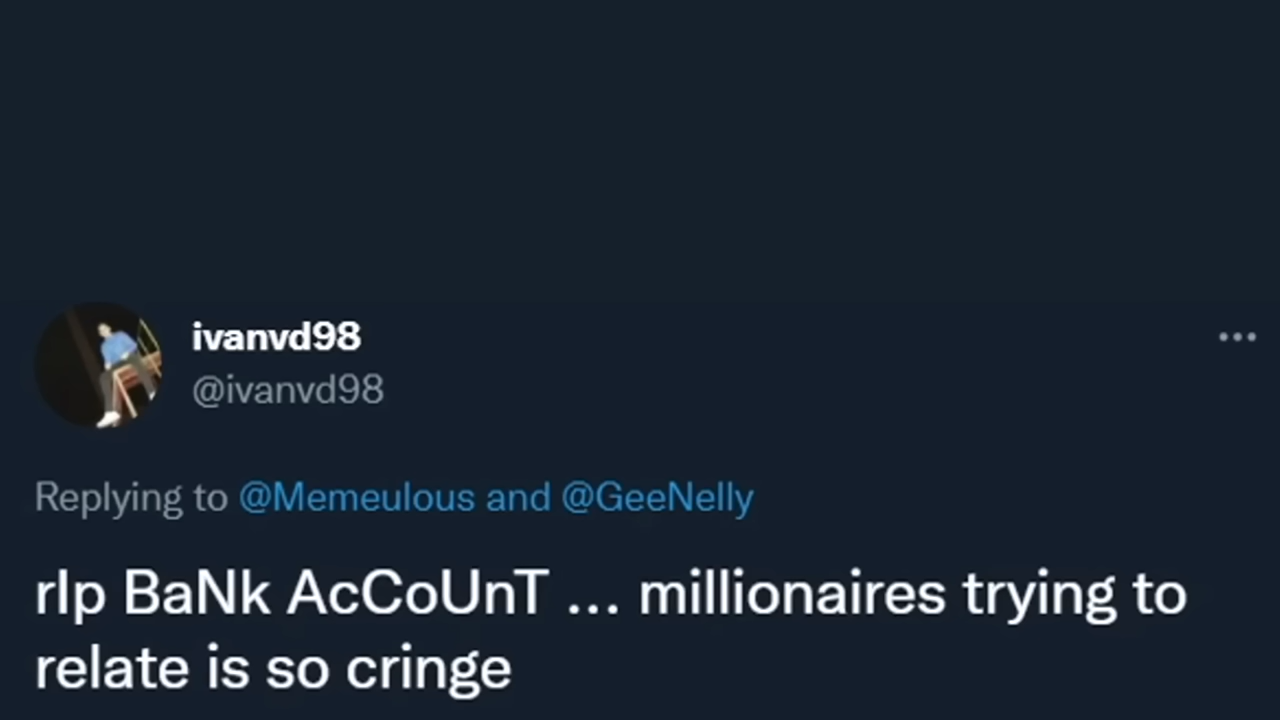 ivanvd98
@ivanvd98
Replying to @Memeulous and @GeeNelly
rIp BaNk AcCoUnT ... millionaires trying to
relate is so cringe